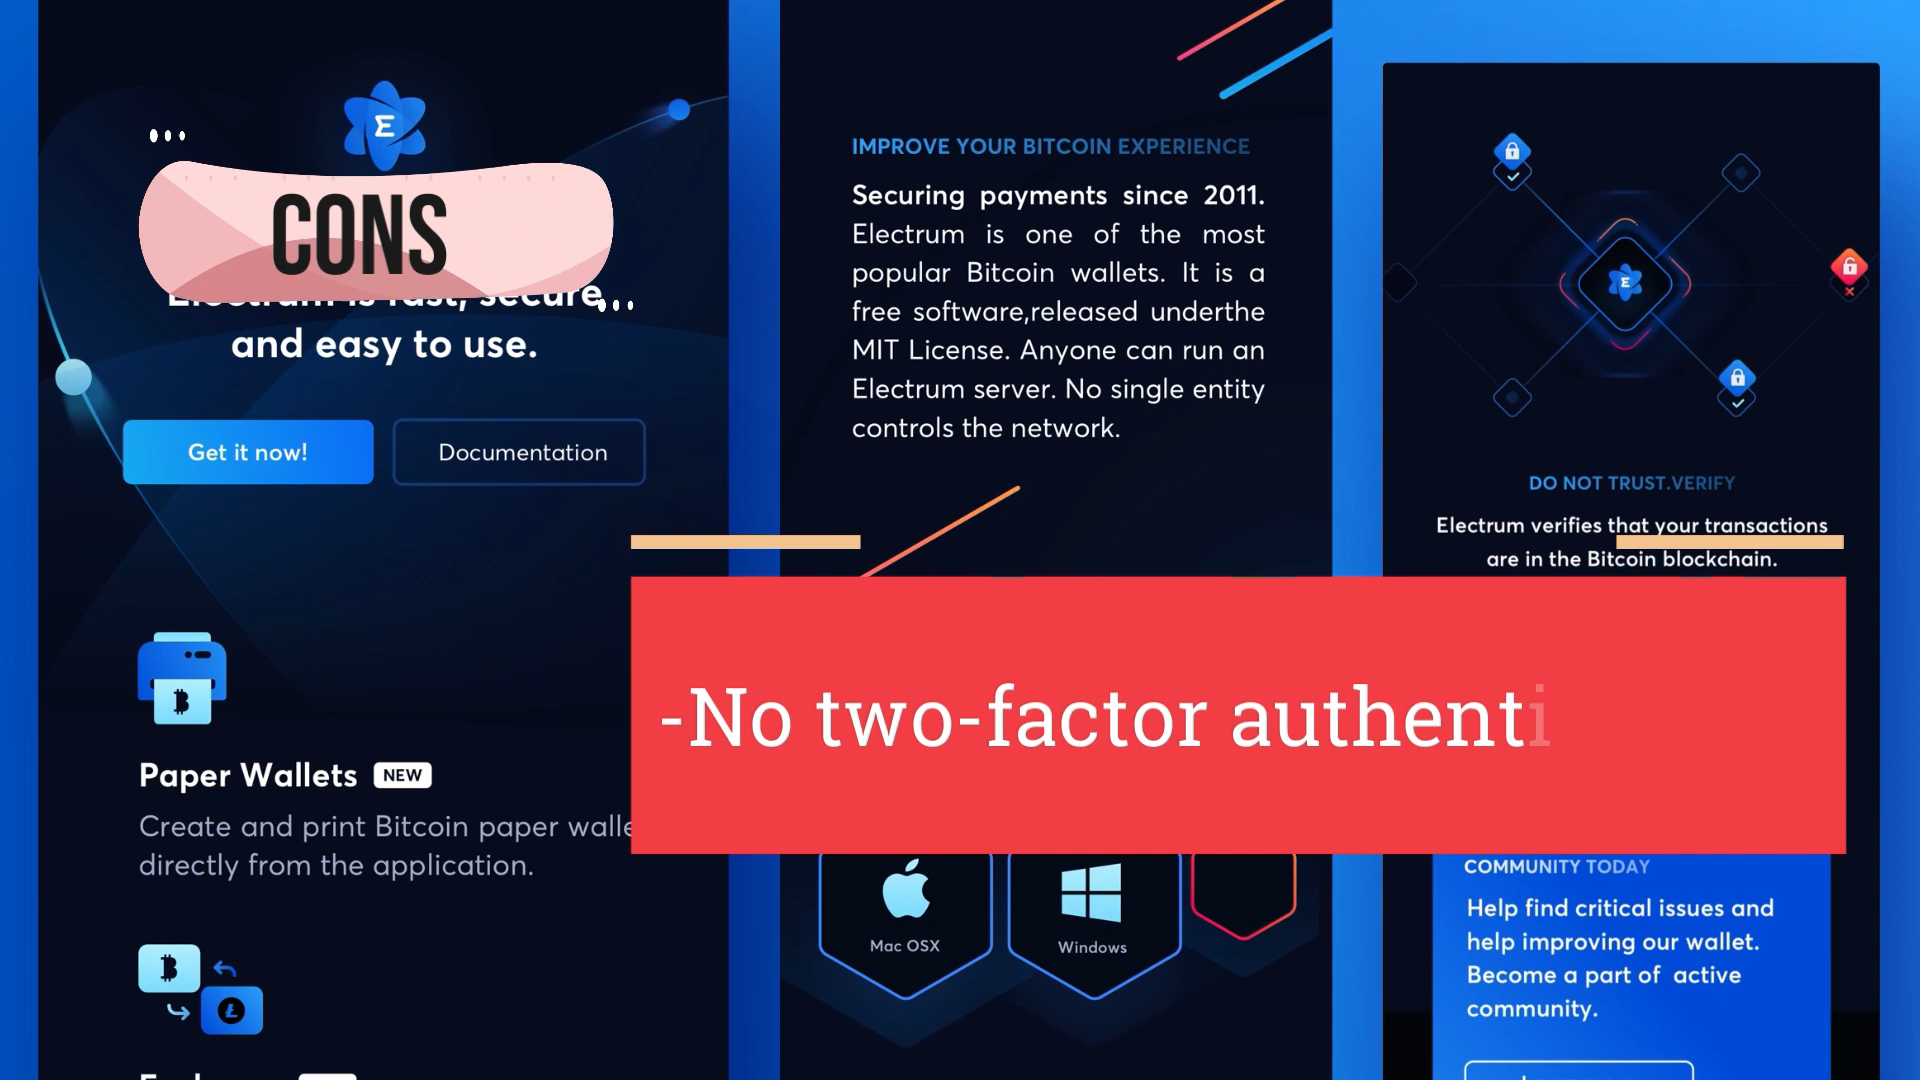 CONS
Electrum is fast, secure,
and easy to use.
Get it now!
Documentation
Paper Wallets NEW
Create and print Bitcoin paper
directly from the application.
IMPROVE YOUR BITCOIN EXPERIENCE
Securing payments since 2011.
Electrum is one of the most
popular Bitcoin wallets. It is a
free software,released underthe
MIT License. Anyone can run an
Electrum server. No single entity
controls the network.
-No two-factor authenti
Mac OSX
Windows
DO NOT TRUST.VERIFY
Electrum verifies that your transactions
are in the Bitcoin blockchain.
COMMUNITY TODAY
Help find critical issues and
help improving our wallet.
Become a part of active
community.